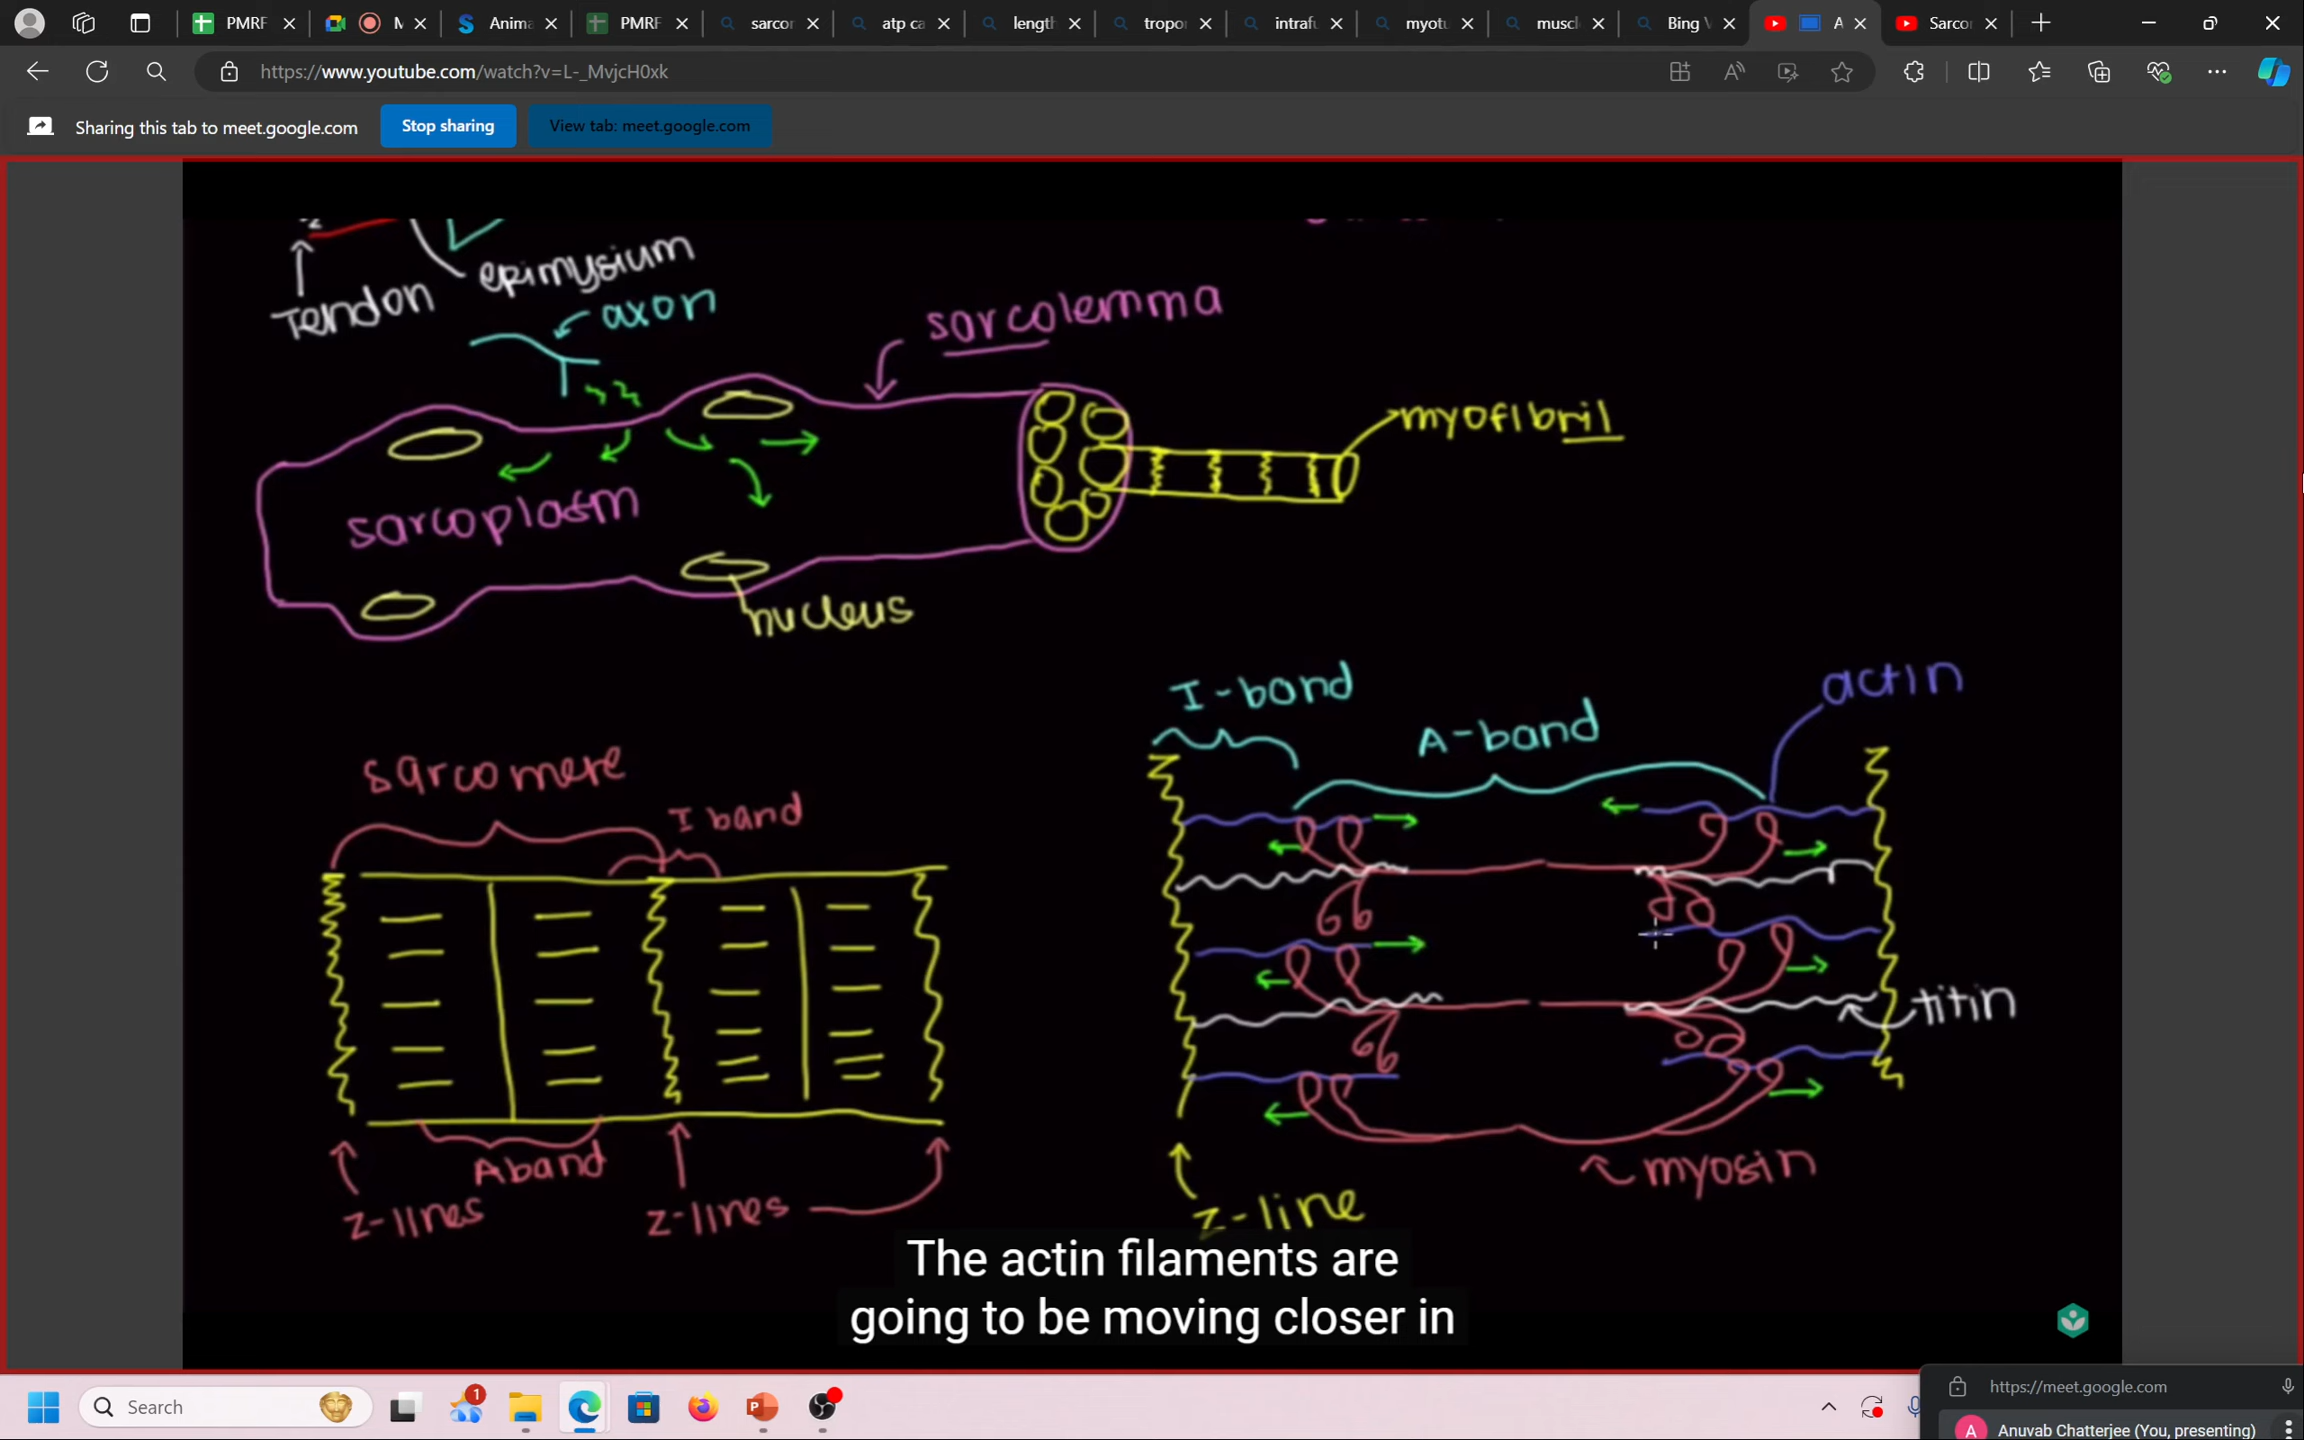 PMRF
M
Anima
PMRF
sarcor
atp ca
length
tropo
intrafu
myotu
muscl
Bing V
A
Sarco
https://www.youtube.com/watch?v=L-_MvjcH0xk
Sharing this tab to meet.google.com
Stop sharing
View tab: meet.google.com
Tendon
epimysium
axon
sarcolemma
myofibril
sarcoplasm
nucleus
I-band
A-band
actin
sarcomere
I band
titin
A band
myosin
z-lines
z-lines
z-line
The actin filaments are
going to be moving closer in
Search
1
https://meet.google.com
A
Anuvab Chatterjee (You, presenting)